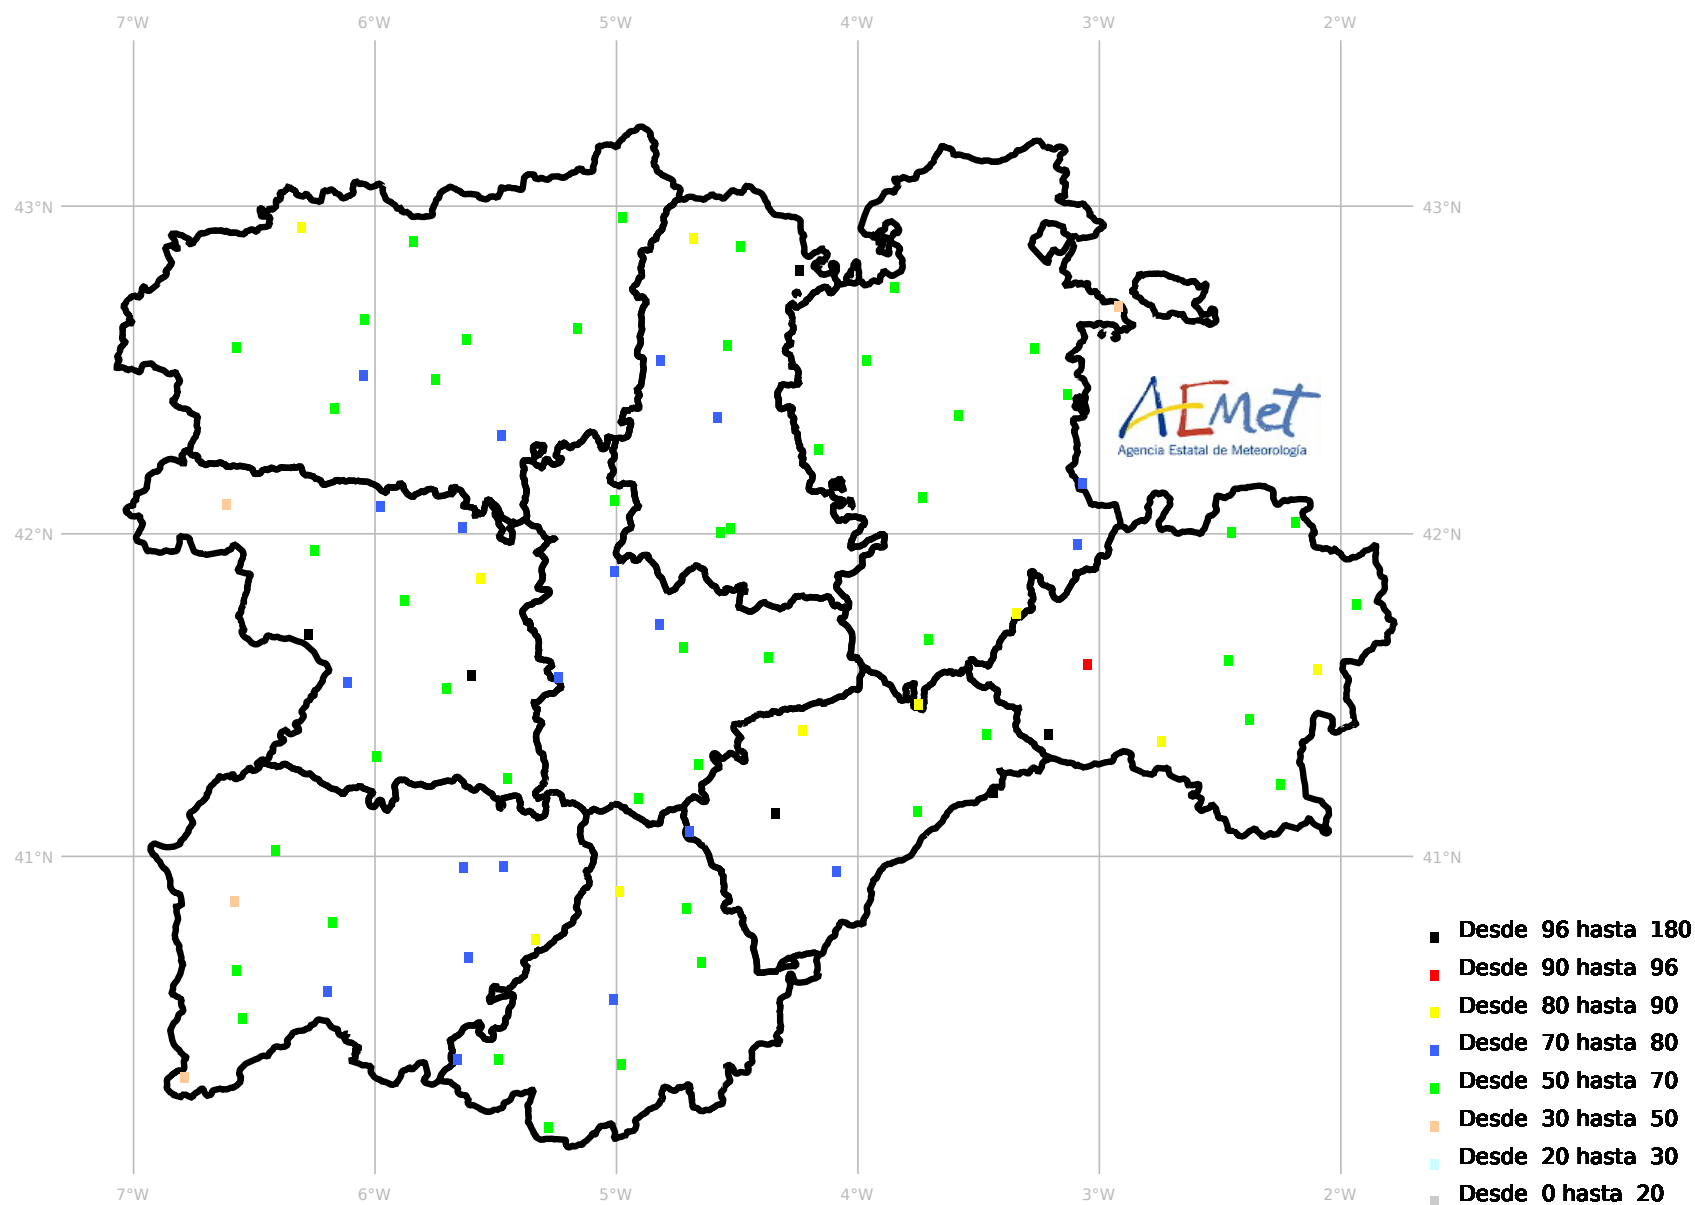 7°W 6°W 5°W 4°W 3°W 2°W
43°N 43°N
AEMet
Agencia Estatal de Meteorología
42°N 42°N
41°N 41°N
Desde 96 hasta 180
Desde 90 hasta 96
Desde 80 hasta 90
Desde 70 hasta 80
Desde 50 hasta 70
Desde 30 hasta 50
Desde 20 hasta 30
Desde 0 hasta 20
7°W 6°W 5°W 4°W 3°W 2°W